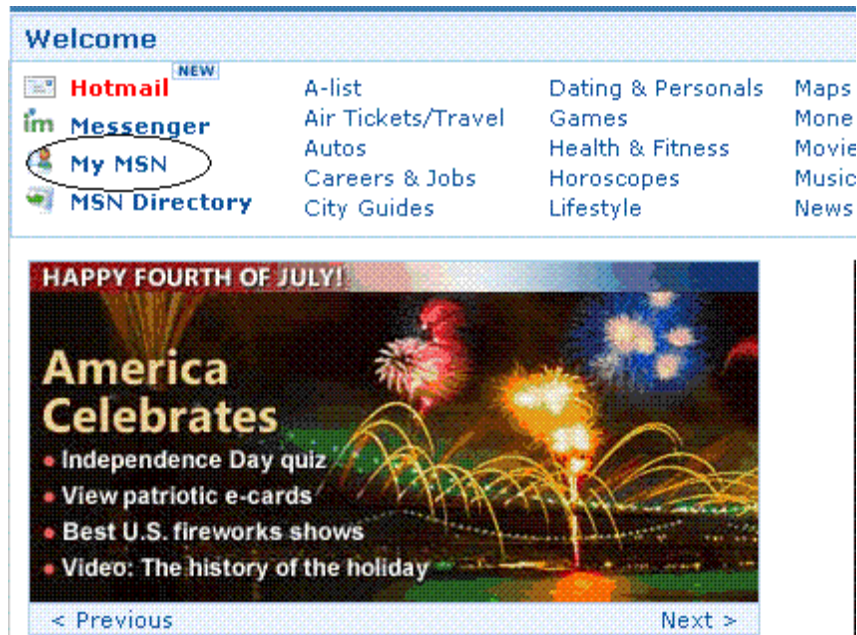 Welcome
NEW
Hotmail
im Messenger
My MSN
MSN Directory
A-list
Air Tickets/Travel
Autos
Careers & Jobs
City Guides
Dating & Personals
Games
Health & Fitness
Horoscopes
Lifestyle
Maps
Mone
Movie
Music
News
HAPPY FOURTH OF JULY!
America
Celebrates
• Independence Day quiz
• View patriotic e-cards
• Best U.S. fireworks shows
• Video: The history of the holiday
< Previous
Next >